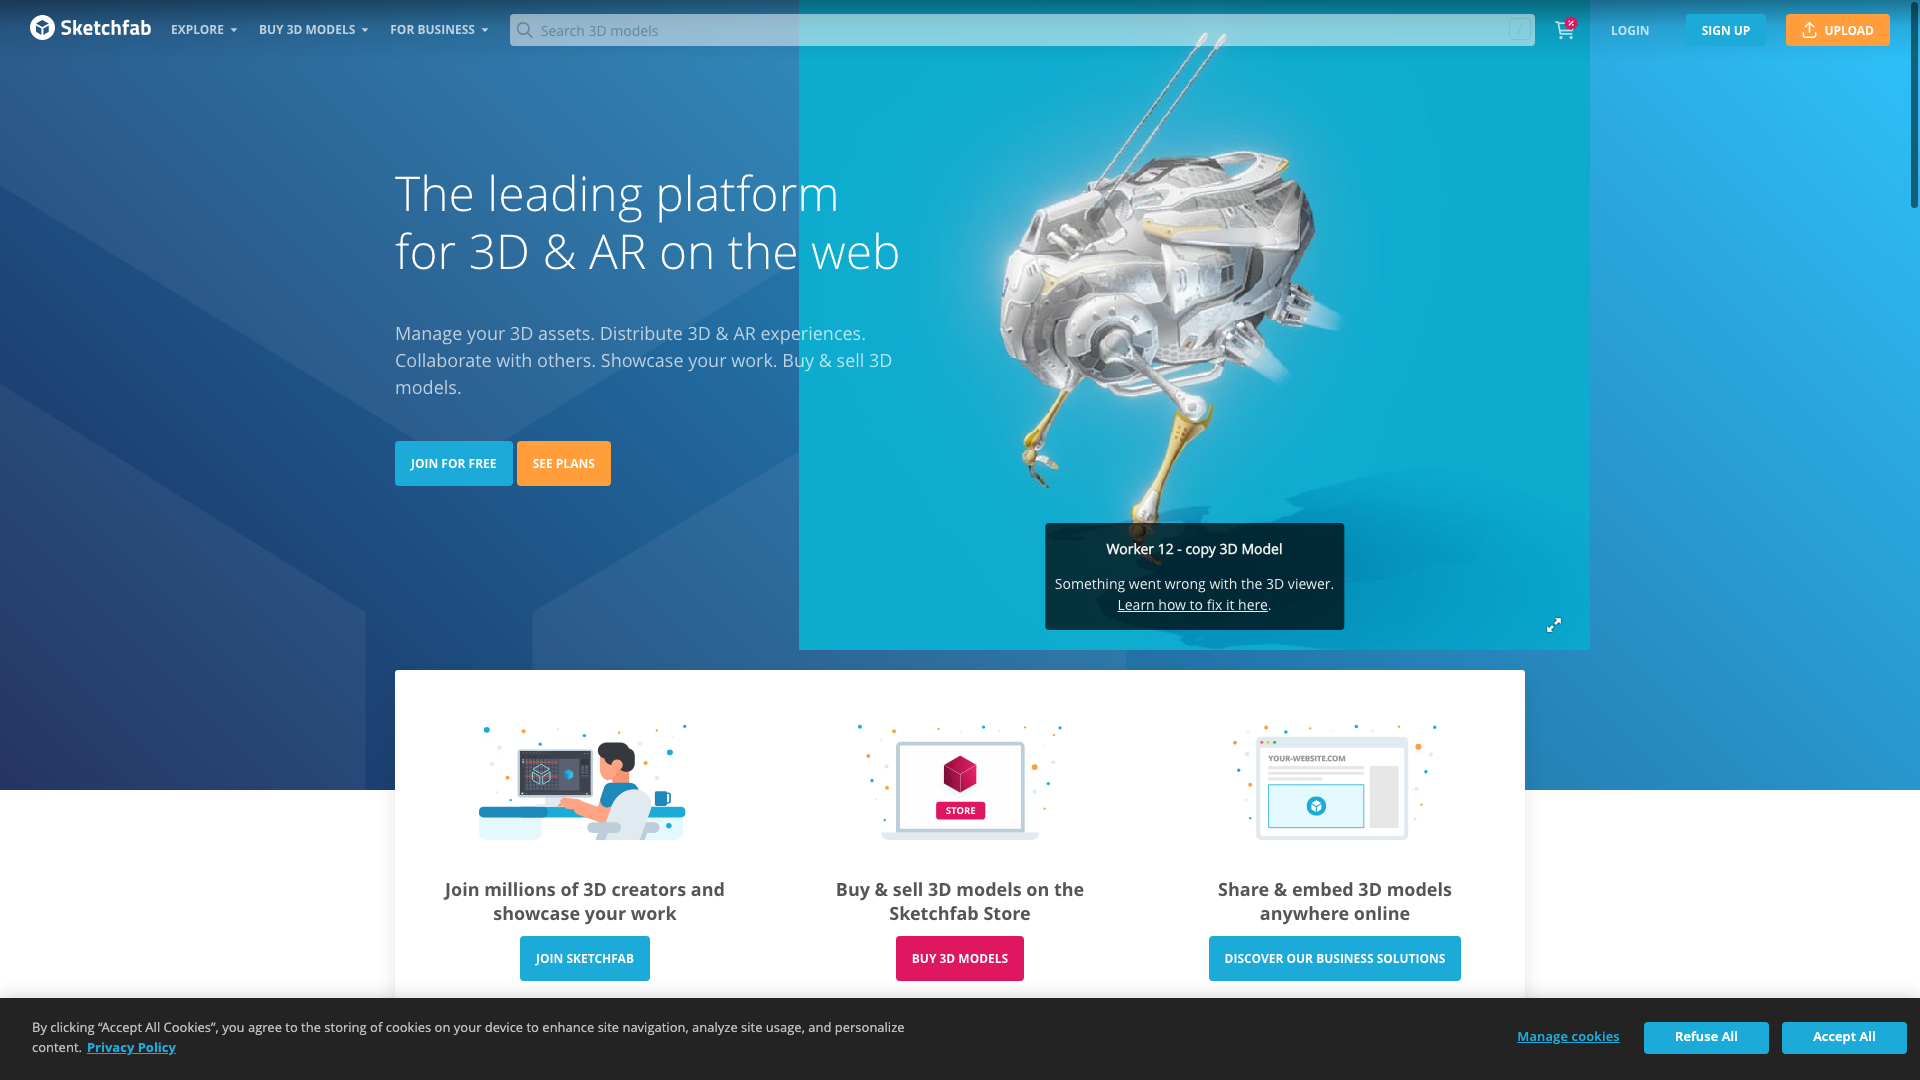 Sketchfab
EXPLORE
BUY 3D MODELS
FOR BUSINESS
Search 3D models
/
%
LOGIN
SIGN UP
UPLOAD
The leading platform
for 3D & AR on the web
Manage your 3D assets. Distribute 3D & AR experiences.
Collaborate with others. Showcase your work. Buy & sell 3D
models.
JOIN FOR FREE
SEE PLANS
Worker 12 - copy 3D Model
Something went wrong with the 3D viewer.
Learn how to fix it here.
STORE
YOUR-WEBSITE.COM
Join millions of 3D creators and
showcase your work
JOIN SKETCHFAB
Buy & sell 3D models on the
Sketchfab Store
BUY 3D MODELS
Share & embed 3D models
anywhere online
DISCOVER OUR BUSINESS SOLUTIONS
By clicking “Accept All Cookies”, you agree to the storing of cookies on your device to enhance site navigation, analyze site usage, and personalize
content. Privacy Policy
Manage cookies
Refuse All
Accept All